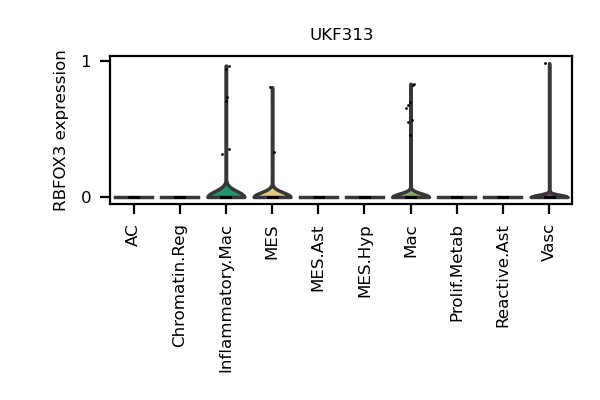 UKF313
RBFOX3 expression
1
0
AC
Chromatin.Reg
Inflammatory.Mac
MES
MES.Ast
MES.Hyp
Mac
Prolif.Metab
Reactive.Ast
Vasc